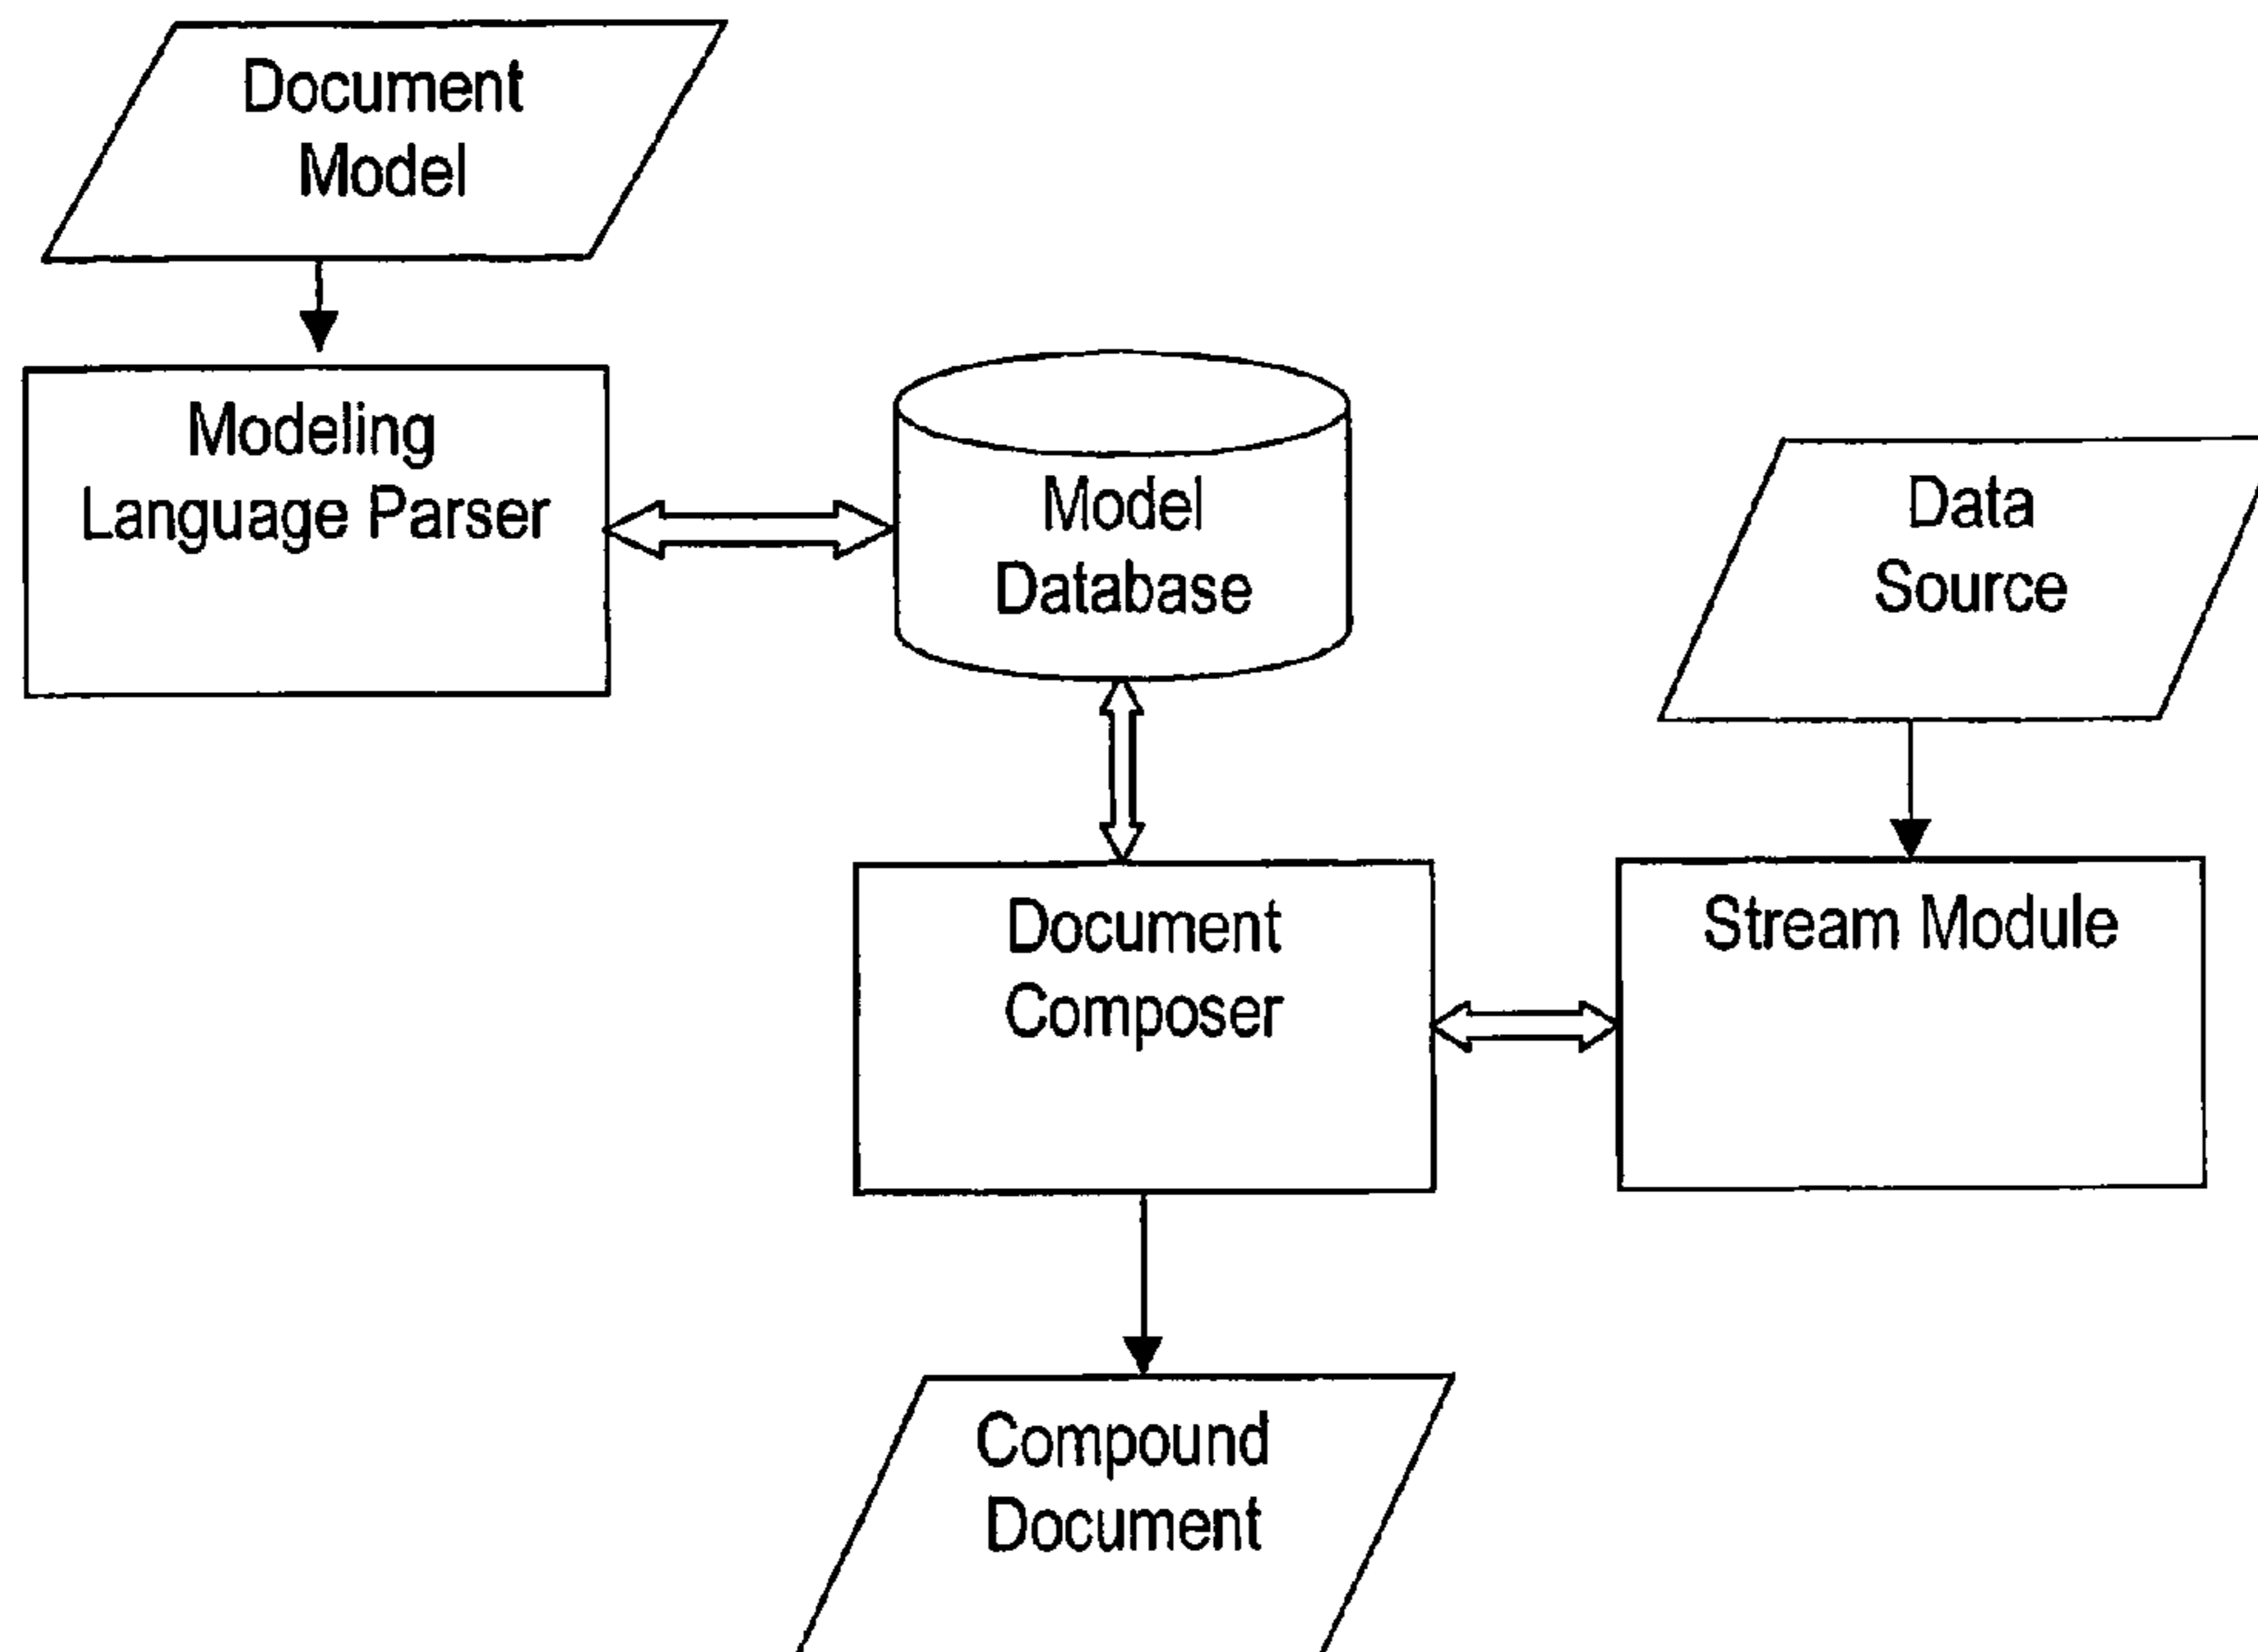 Document
Model
Modeling
Language Parser
Model
Database
Data
Source
Document
Composer
Stream Module
Compound
Document